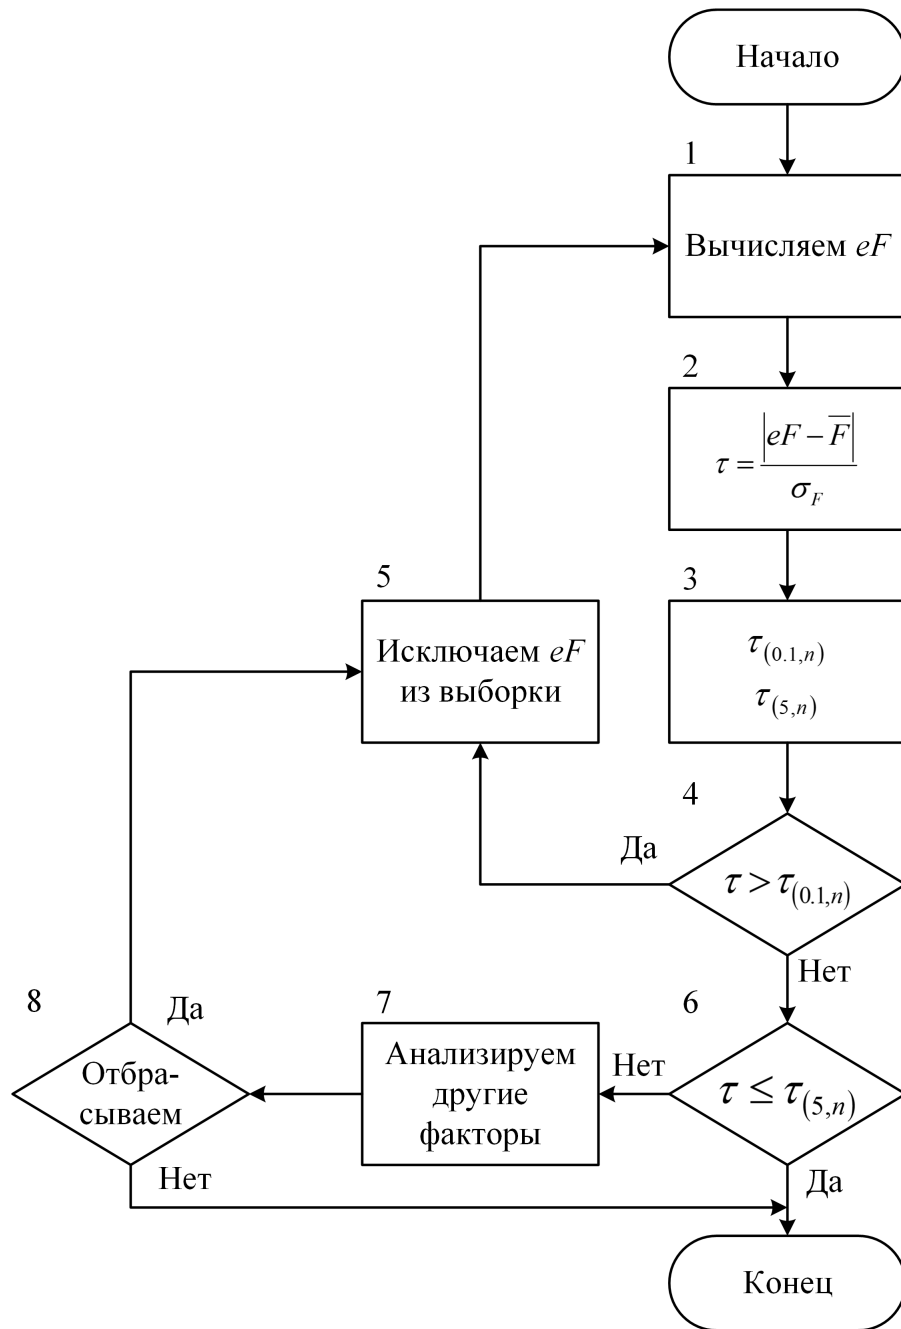 Начало
1
Вычисляем eF
2
τ = |eF − F̅| / σ_F
3
τ_(0.1,n)
τ_(5,n)
5
Исключаем eF
из выборки
4
Да
τ > τ_(0.1,n)
Нет
8
Да
7
6
Отбра-
сываем
Анализируем
другие
факторы
Нет
τ ≤ τ_(5,n)
Нет
Да
Конец